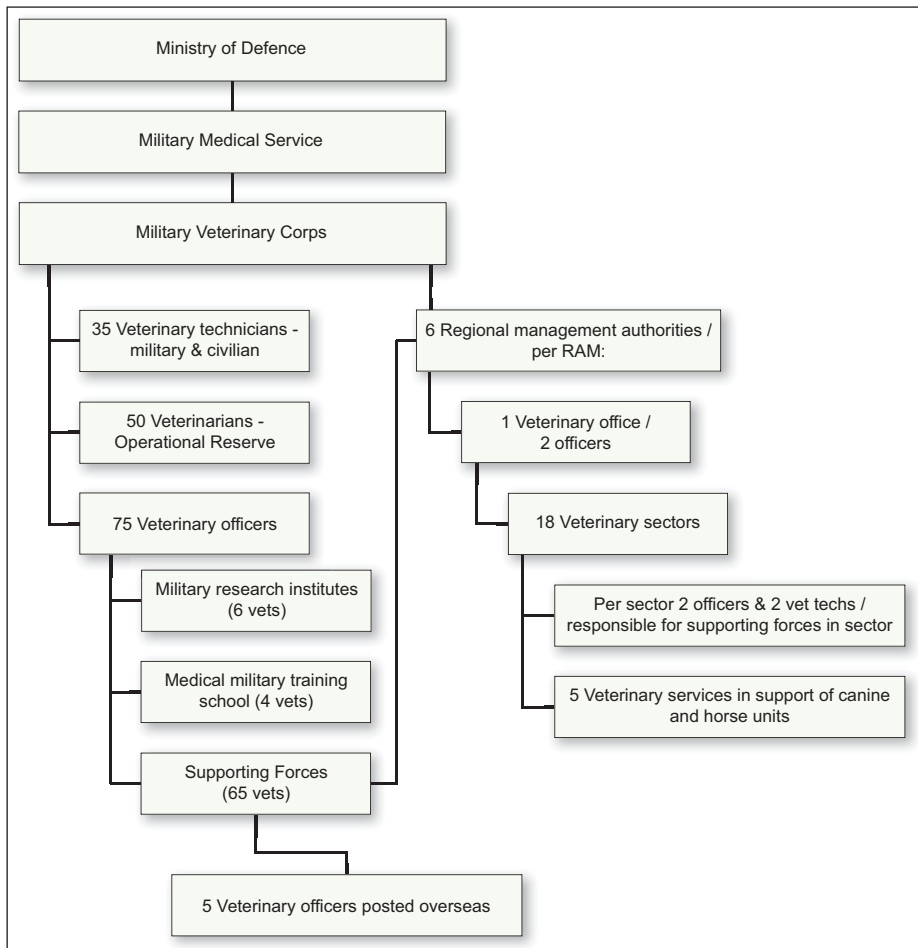 Ministry of Defence
Military Medical Service
Military Veterinary Corps
35 Veterinary technicians -
military & civilian
50 Veterinarians -
Operational Reserve
75 Veterinary officers
Military research institutes
(6 vets)
Medical military training
school (4 vets)
Supporting Forces
(65 vets)
5 Veterinary officers posted overseas
6 Regional management authorities /
per RAM:
1 Veterinary office /
2 officers
18 Veterinary sectors
Per sector 2 officers & 2 vet techs /
responsible for supporting forces in sector
5 Veterinary services in support of canine
and horse units